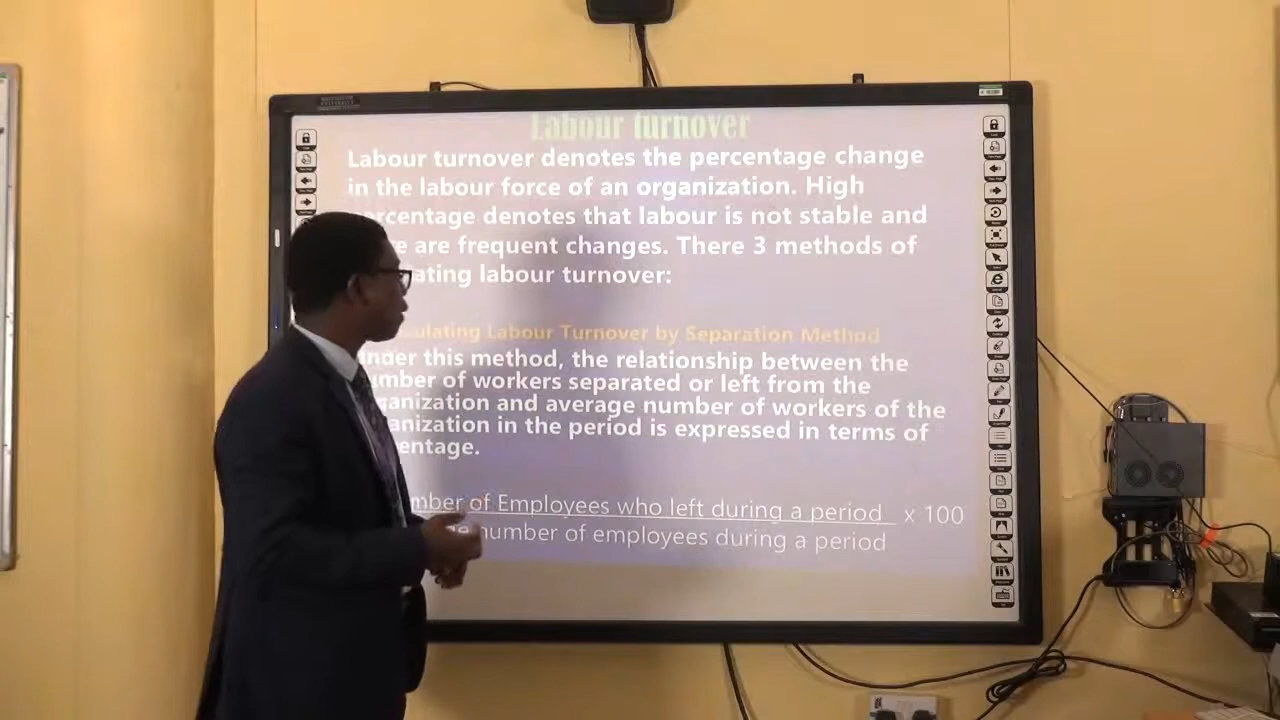 Labour turnover
Labour turnover denotes the percentage change
in the labour force of an organization. High
rcentage denotes that labour is not stable and
are frequent changes. There 3 methods of
ating labour turnover:
ulating Labour Turnover by Separation Method
nder this method, the relationship between the
umber of workers separated or left from the
ganization and average number of workers of the
anization in the period is expressed in terms of
entage.
mber of Employees who left during a period x 100
number of employees during a period